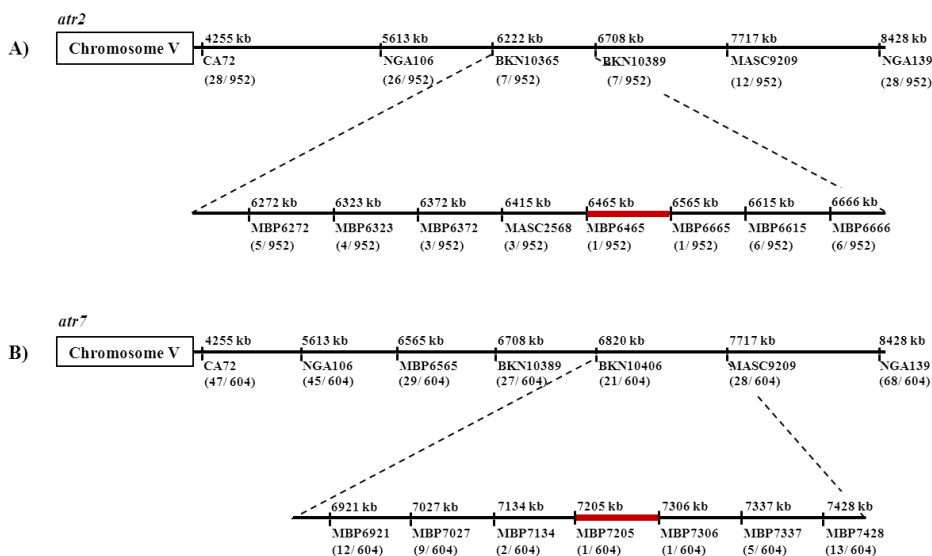 atr2
A)
Chromosome V
4255 kb 5613 kb 6222 kb 6708 kb 7717 kb 8428 kb
CA72 NGA106 BKN10365 BKN10389 MASC9209 NGA139
(28/ 952) (26/ 952) (7/ 952) (7/ 952) (12/ 952) (28/ 952)
6272 kb 6323 kb 6372 kb 6415 kb 6465 kb 6565 kb 6615 kb 6666 kb
MBP6272 MBP6323 MBP6372 MASC2568 MBP6465 MBP6665 MBP6615 MBP6666
(5/ 952) (4/ 952) (3/ 952) (3/ 952) (1/ 952) (1/ 952) (6/ 952) (6/ 952)
atr7
B)
Chromosome V
4255 kb 5613 kb 6565 kb 6708 kb 6820 kb 7717 kb 8428 kb
CA72 NGA106 MBP6565 BKN10389 BKN10406 MASC9209 NGA139
(47/ 604) (45/ 604) (29/ 604) (27/ 604) (21/ 604) (28/ 604) (68/ 604)
6921 kb 7027 kb 7134 kb 7205 kb 7306 kb 7337 kb 7428 kb
MBP6921 MBP7027 MBP7134 MBP7205 MBP7306 MBP7337 MBP7428
(12/ 604) (9/ 604) (2/ 604) (1/ 604) (1/ 604) (5/ 604) (13/ 604)